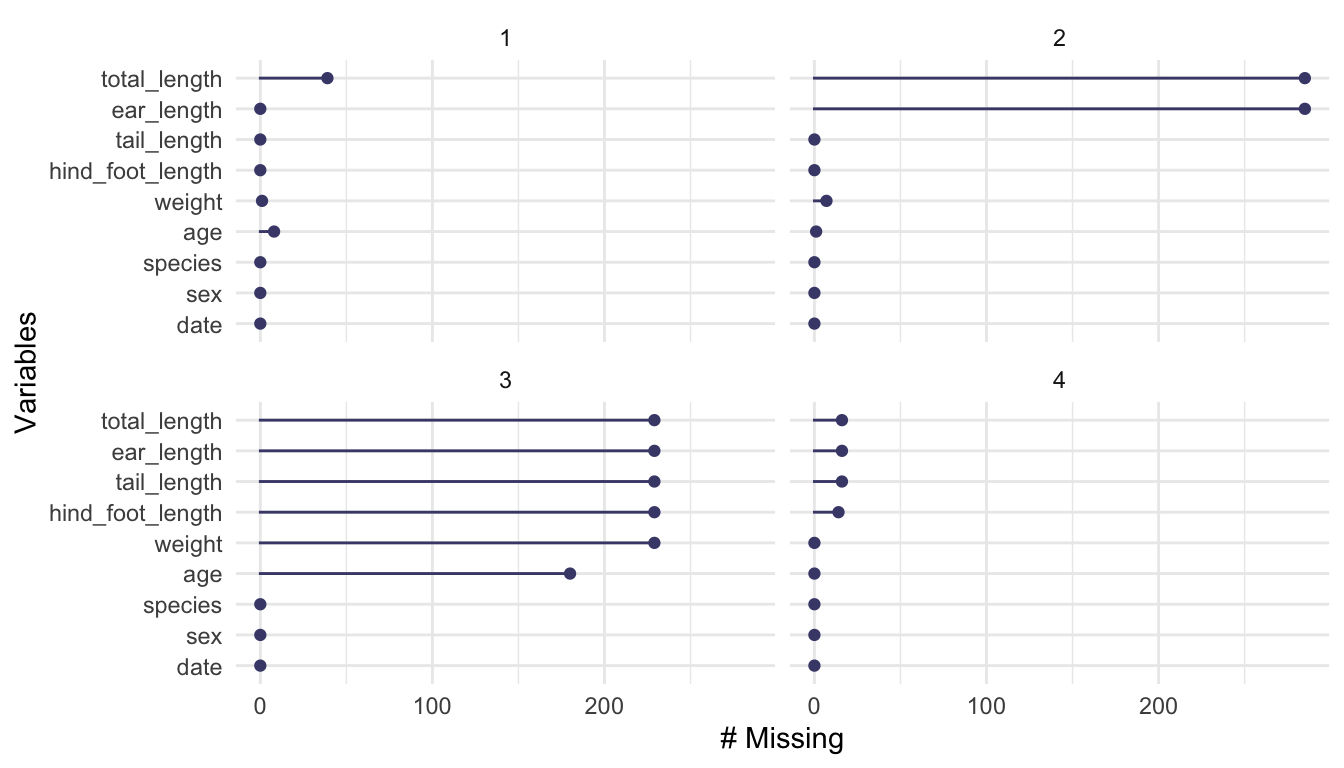 1
2
total_length
ear_length
tail_length
hind_foot_length
weight
age
species
sex
date
Variables
3
4
total_length
ear_length
tail_length
hind_foot_length
weight
age
species
sex
date
0 100 200
0 100 200
# Missing